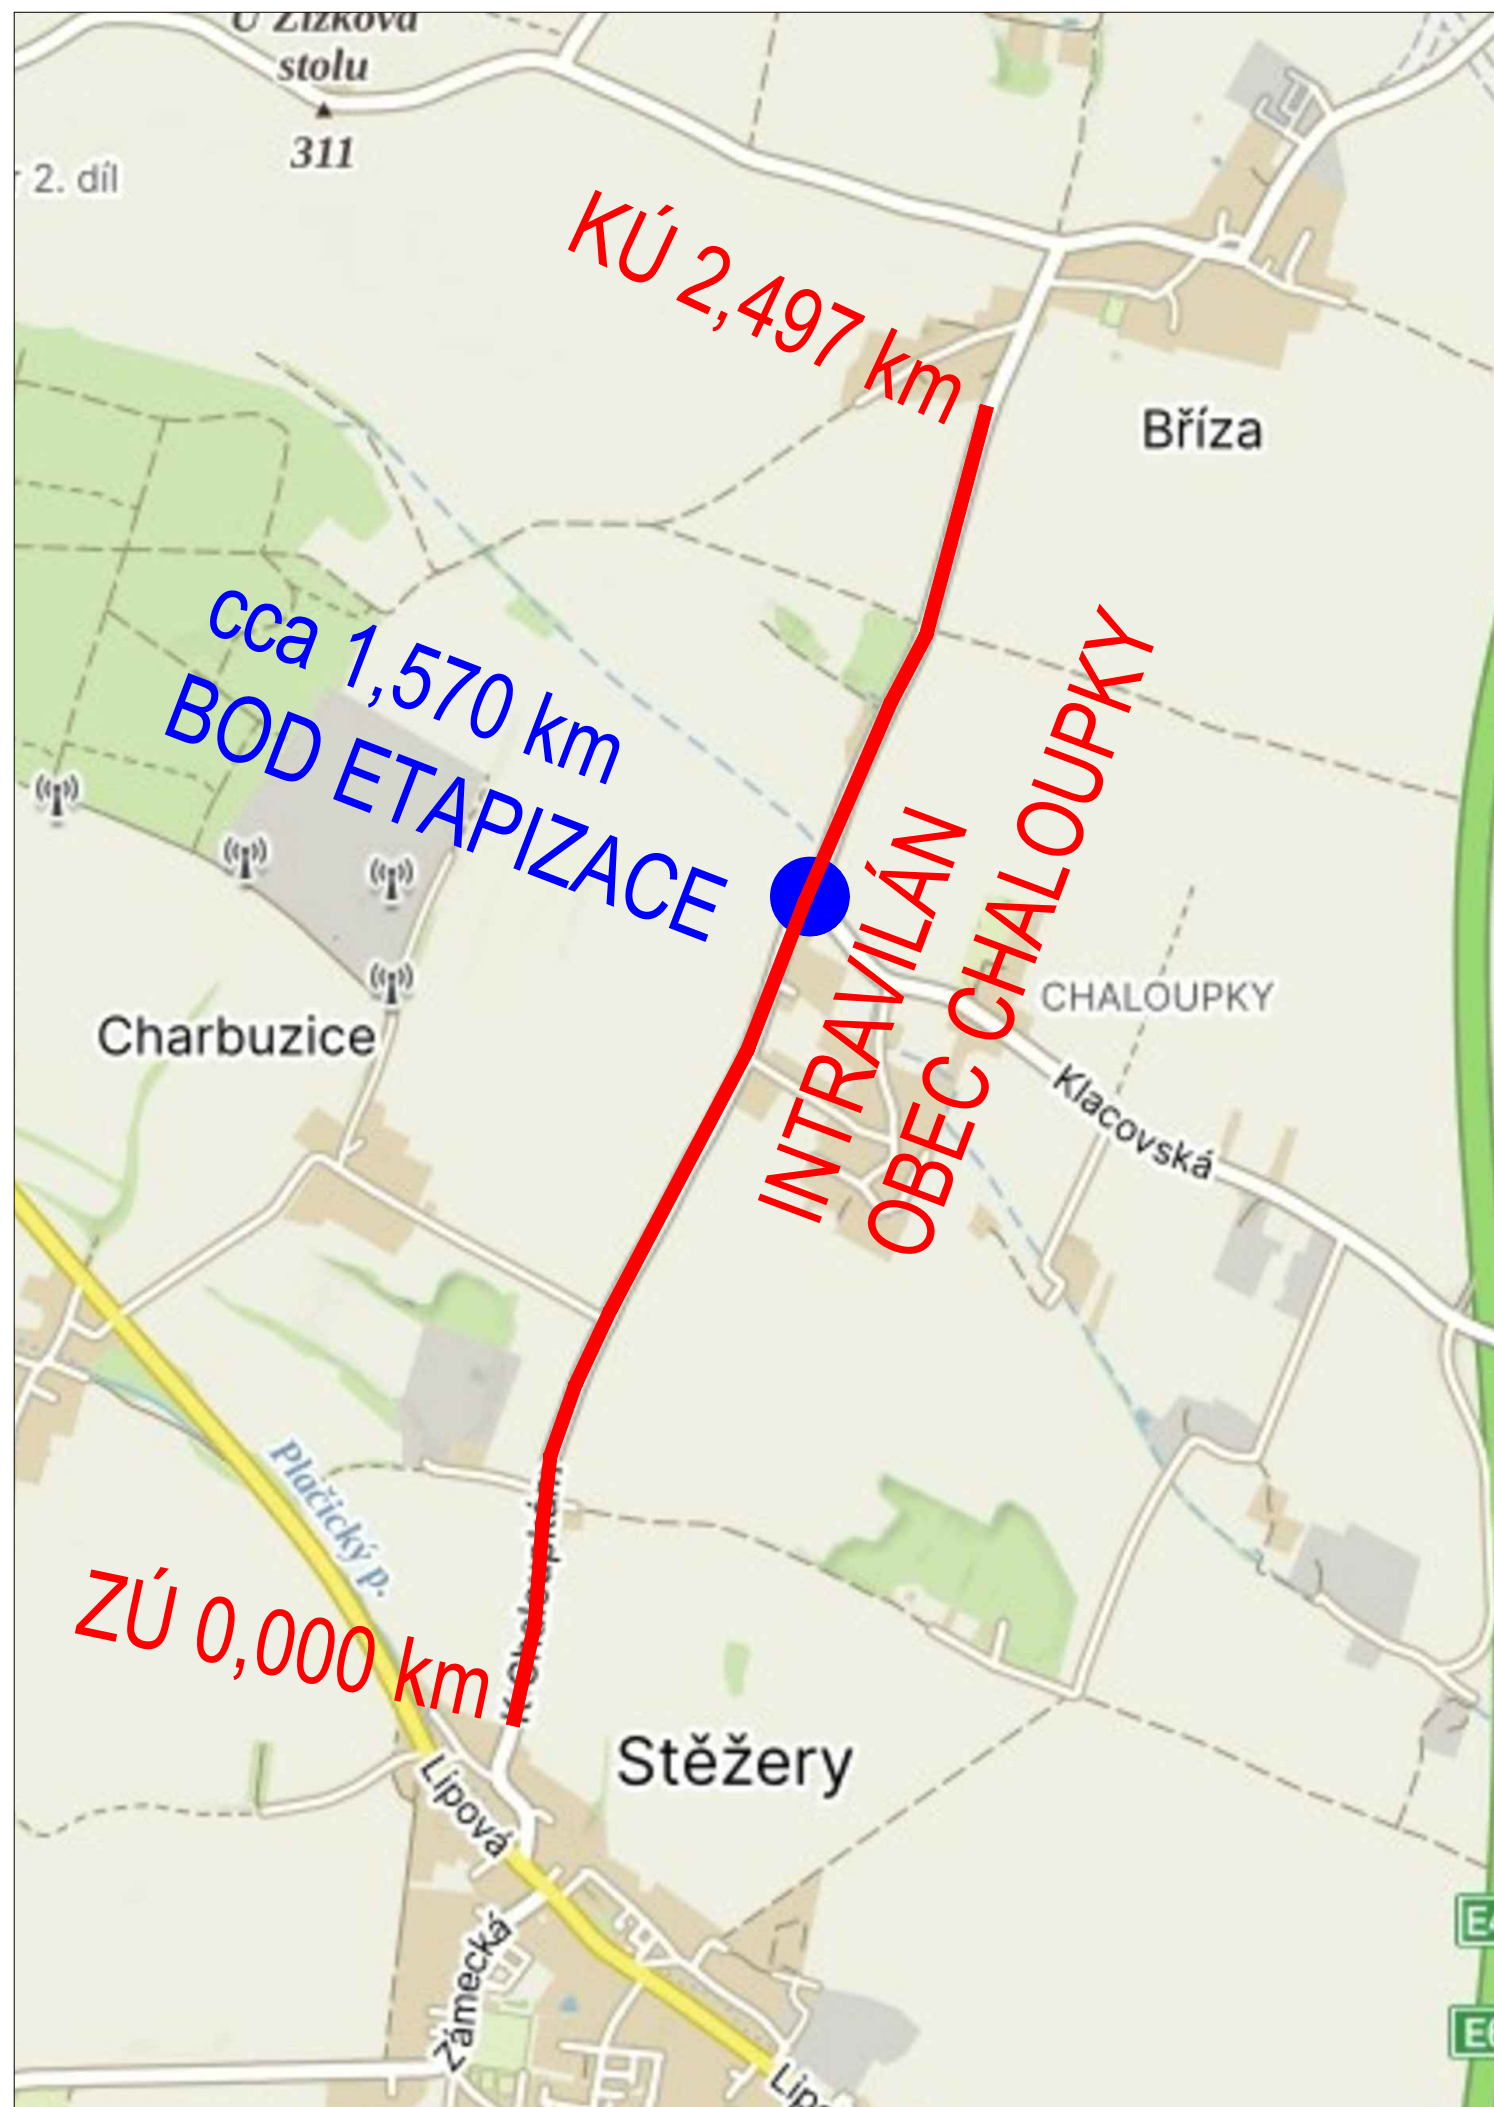 U Žižkova
stolu
311
2. díl
KÚ 2,497 km
Bříza
cca 1,570 km
BOD ETAPIZACE
INTRAVILÁN
OBEC CHALOUPKY
CHALOUPKY
Charbuzice
Klacovská
Plačický p.
K Chaloupkám
ZÚ 0,000 km
Stěžery
Lipová
Zámecká